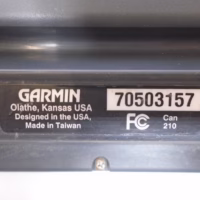 GARMIN
Olathe, Kansas USA
Designed in the USA,
Made in Taiwan
70503157
FC Can
210